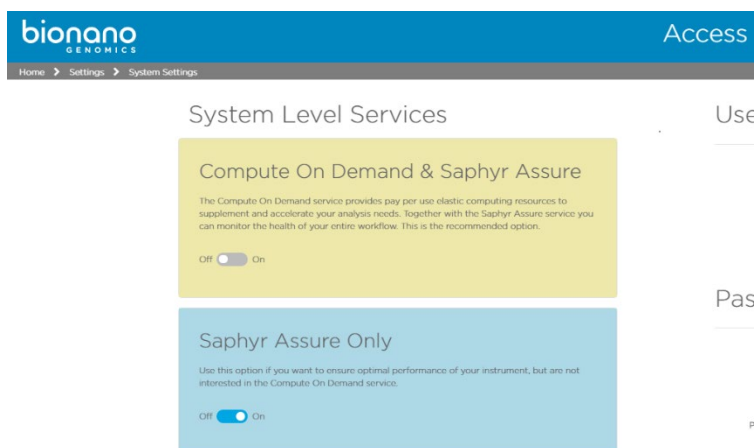 bionano
GENOMICS
Access
Home > Settings > System Settings
System Level Services
Compute On Demand & Saphyr Assure
The Compute On Demand service provides pay per use elastic computing resources to
supplement and accelerate your analysis needs. Together with the Saphyr Assure service you
can monitor the health of your entire workflow. This is the recommended option.
Off On
Saphyr Assure Only
Use this option if you want to ensure optimal performance of your instrument, but are not
interested in the Compute On Demand service.
Off On
Use
Pas